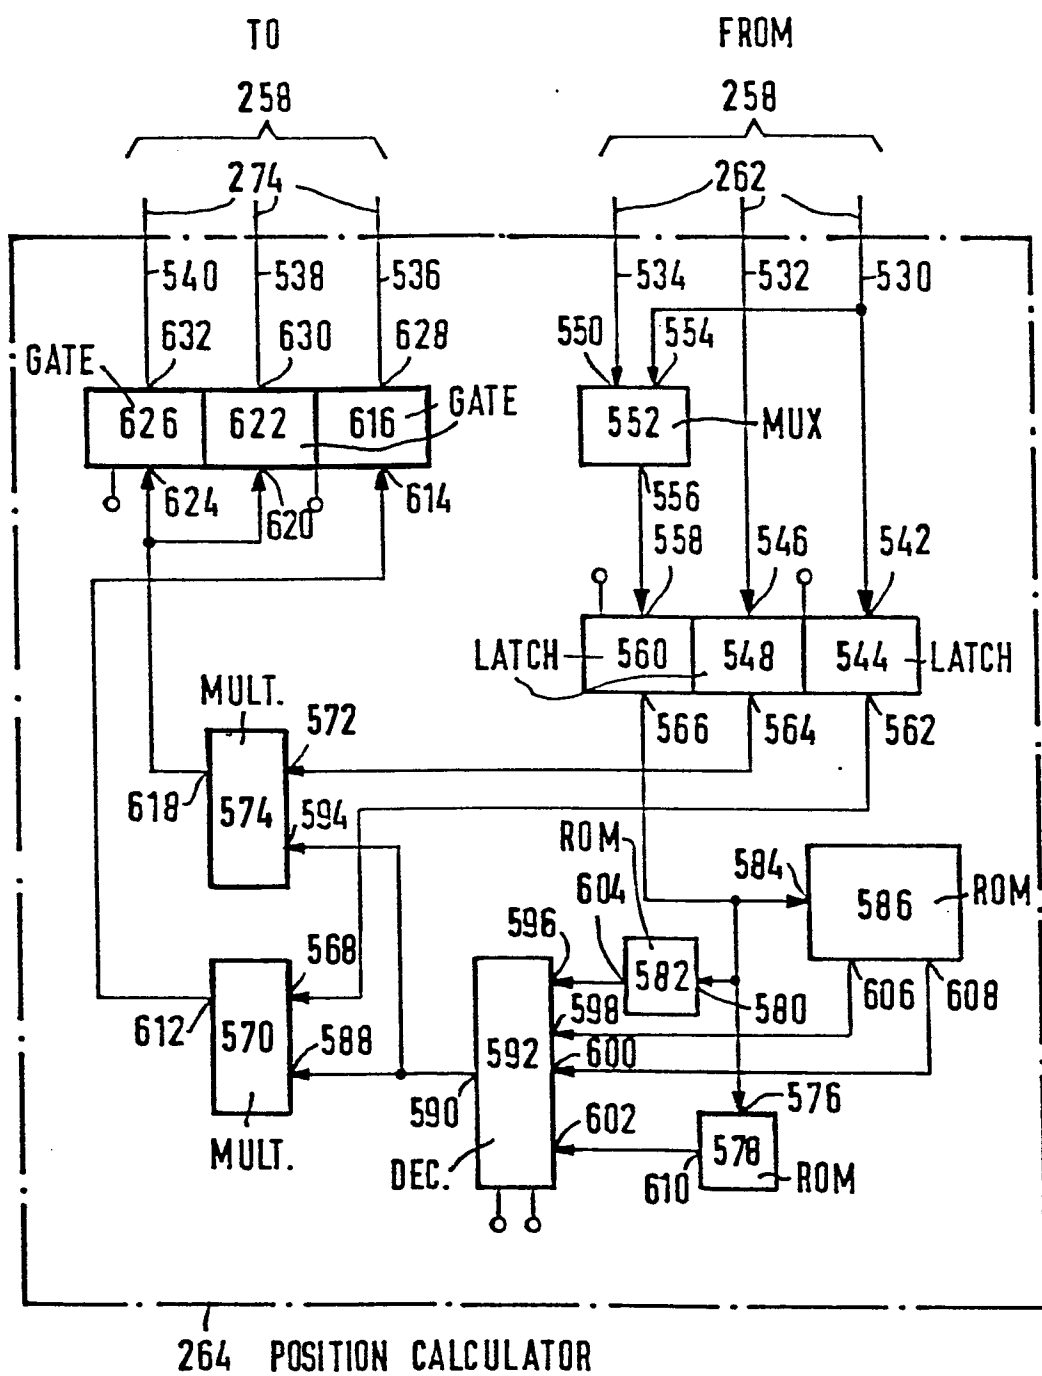 TO FROM
258 258
274 262
540 538 536 534 532 530
632 630 628 550 554
GATE GATE
626 622 616 552 MUX
624 620 614 556
558 546 542
LATCH 560 548 544 LATCH
MULT. 566 564 562
572
618 574 594
ROM 584
604 586 ROM
596
568 582 580 606 608
612 570 598
588 592 600
590 576
602
MULT. DEC. 578
610 ROM
264 POSITION CALCULATOR